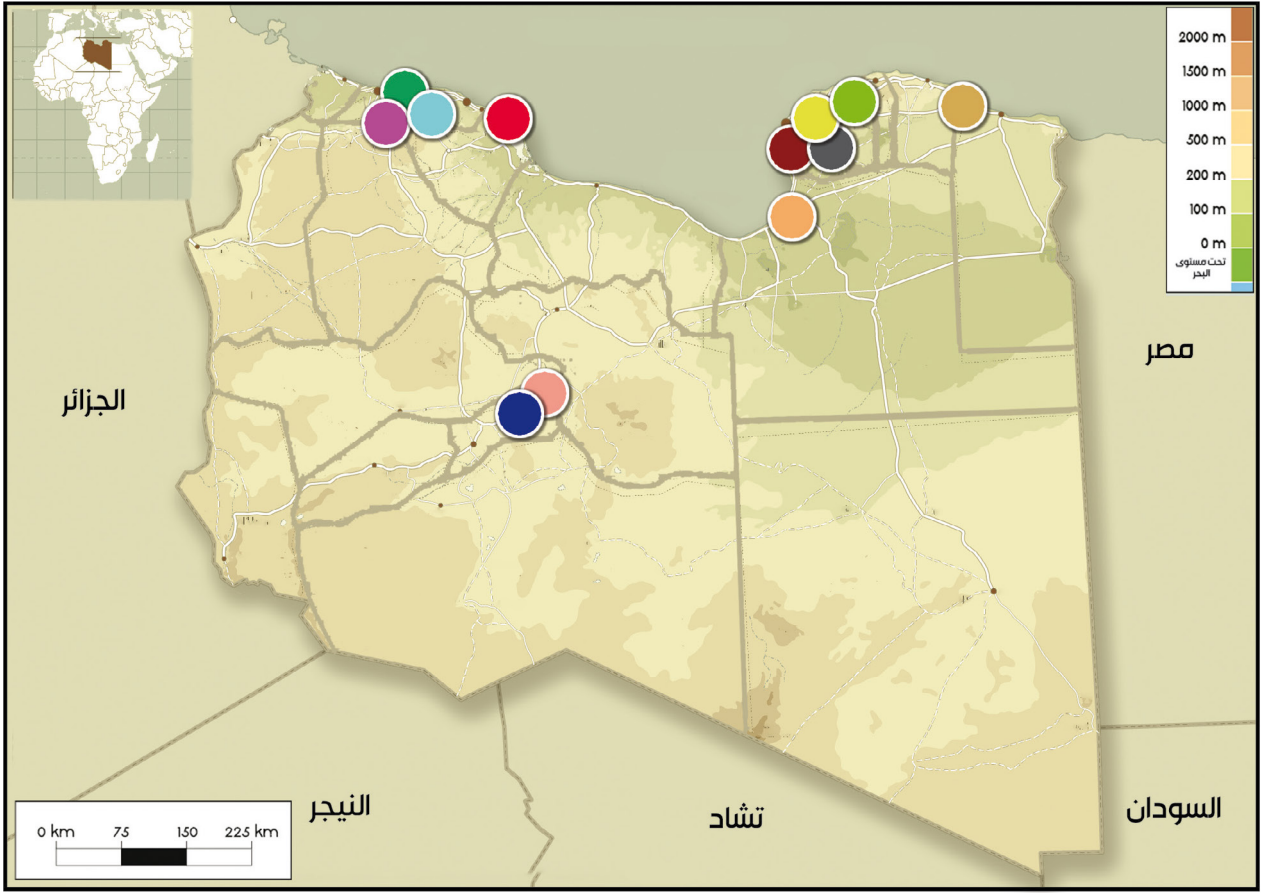 2000 m
1500 m
1000 m
500 m
200 m
100 m
0 m
تحت مستوى
البحر
مصر
الجزائر
النيجر
تشاد
السودان
0 km 75 150 225 km